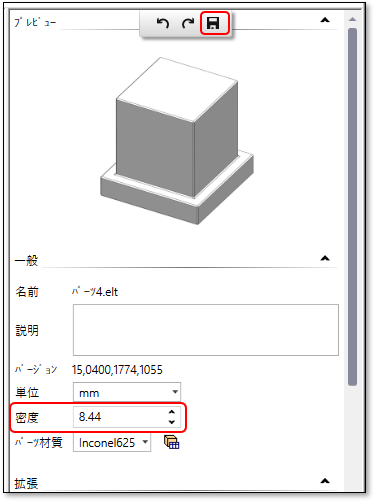 プレビュー
一般
名前 パーツ4.elt
説明
バージョン 15,0400,1774,1055
単位 mm
密度 8.44
パーツ材質 Inconel625
拡張